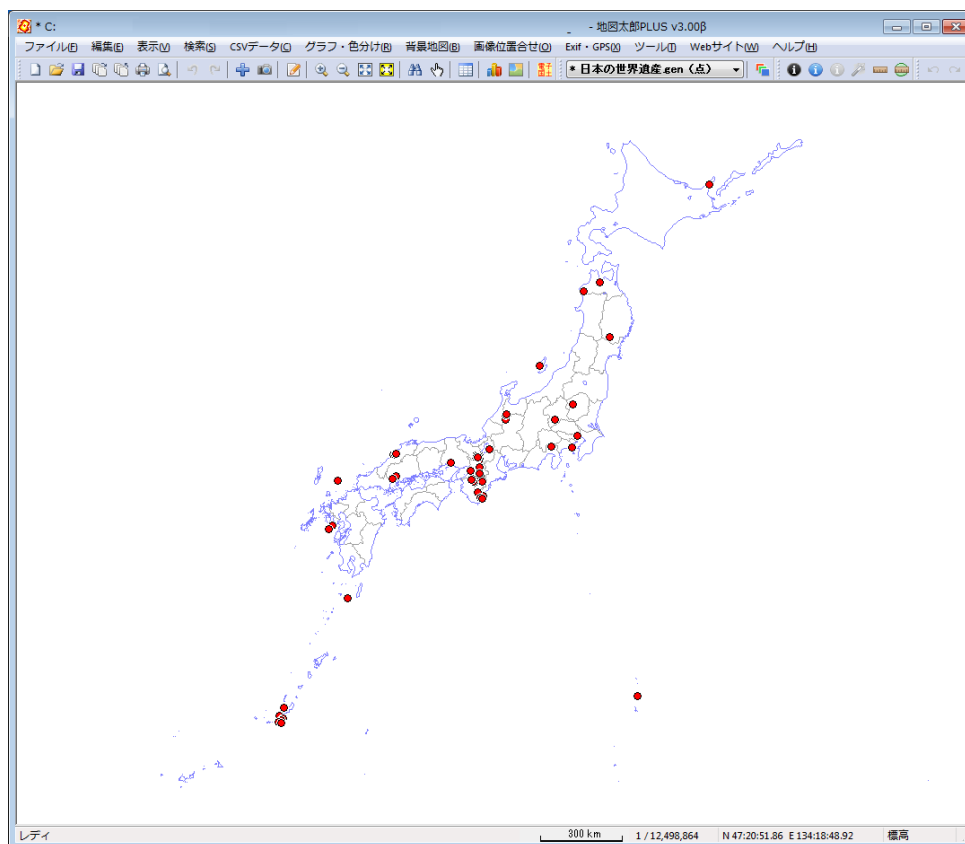 * C: - 地図太郎PLUS v3.00β
ファイル(F) 編集(E) 表示(V) 検索(S) CSVデータ(C) グラフ・色分け(R) 背景地図(B) 画像位置合せ(O) Exif・GPS(X) ツール(T) Webサイト(W) ヘルプ(H)
* 日本の世界遺産.gen（点）
レディ 300 km 1 / 12,498,864 N 47:20:51.86 E 134:18:48.92 標高